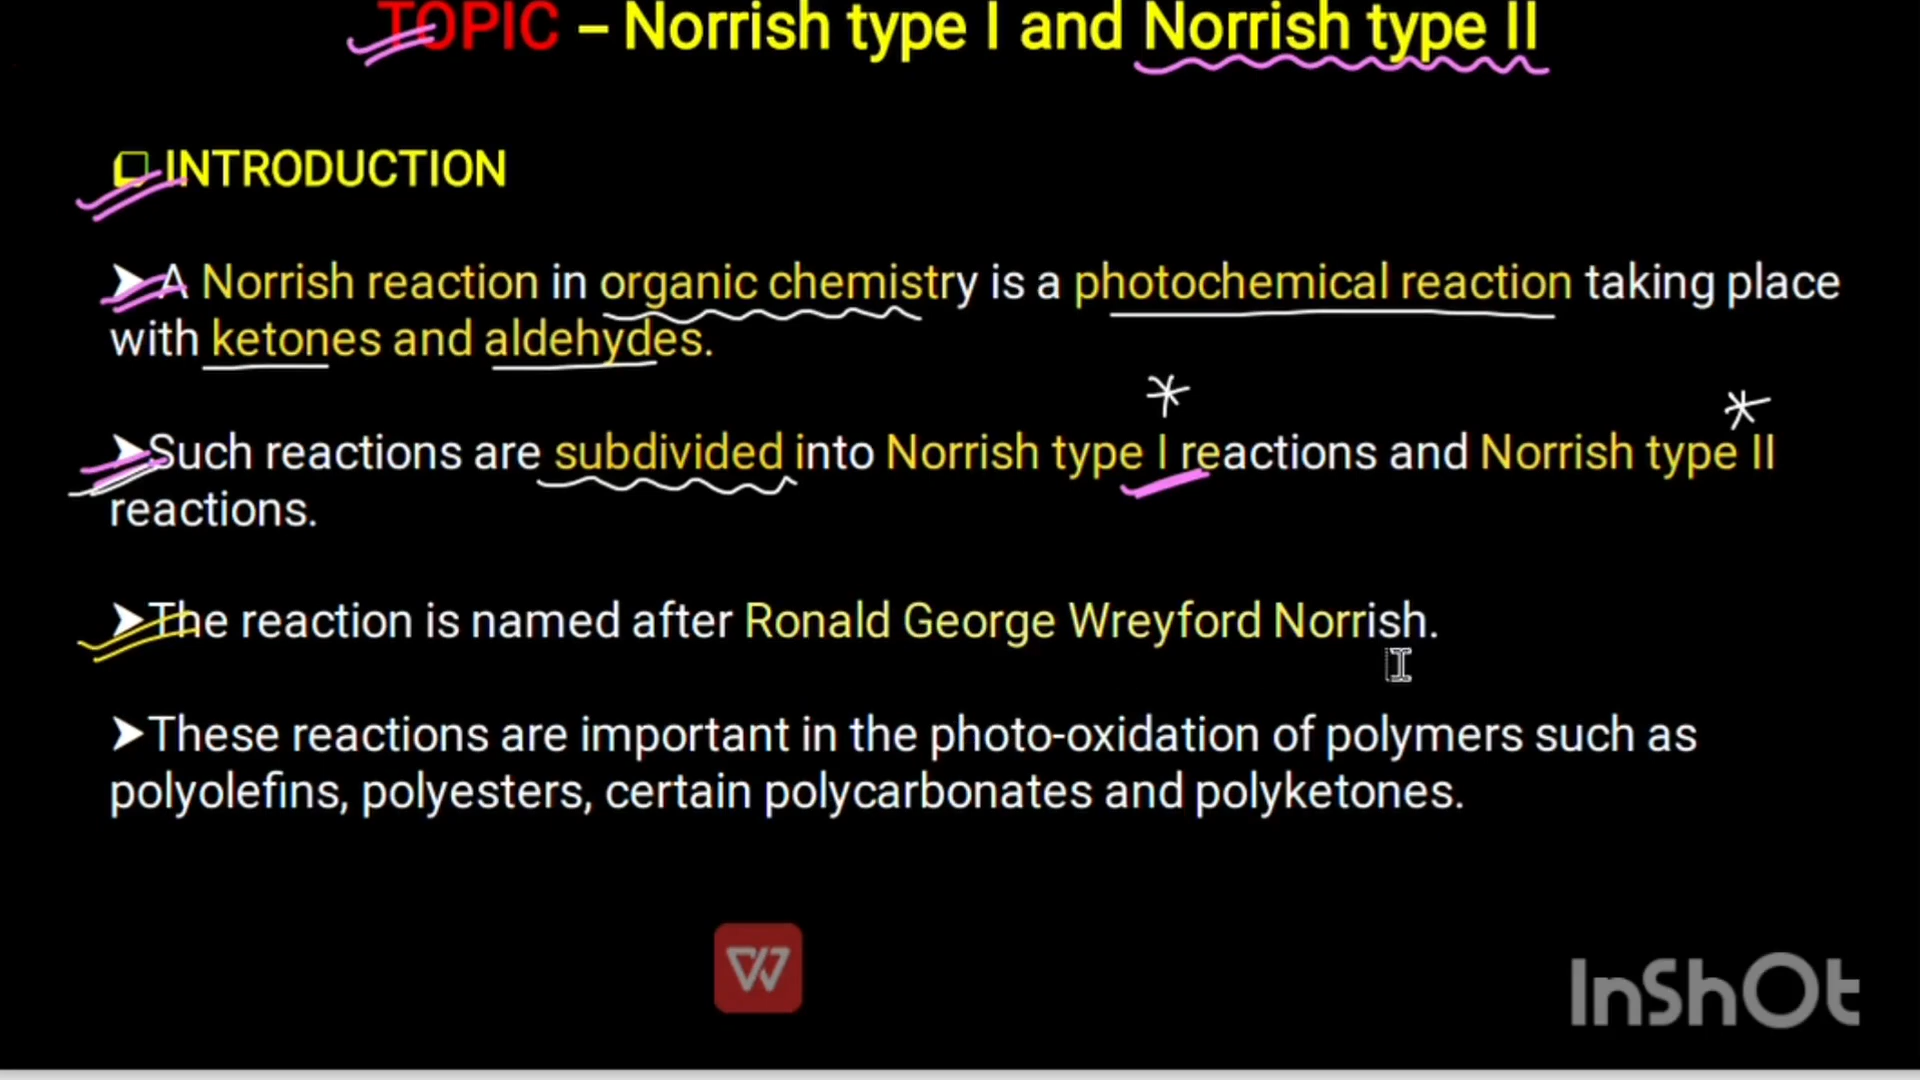 TOPIC – Norrish type I and Norrish type II
INTRODUCTION
➤A Norrish reaction in organic chemistry is a photochemical reaction taking place
with ketones and aldehydes.
➤Such reactions are subdivided into Norrish type I reactions and Norrish type II
reactions.
➤The reaction is named after Ronald George Wreyford Norrish.
➤These reactions are important in the photo-oxidation of polymers such as
polyolefins, polyesters, certain polycarbonates and polyketones.
W
InShOt